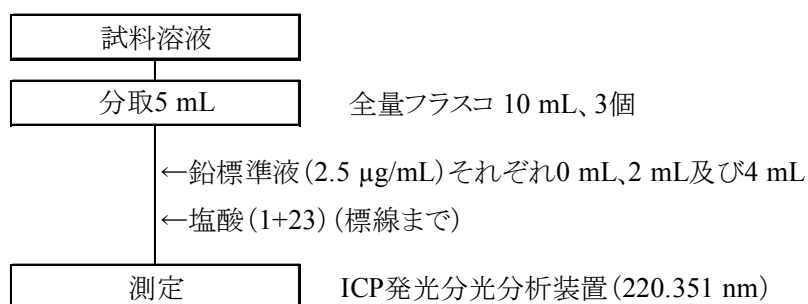 試料溶液
分取5 mL 全量フラスコ 10 mL、3個
←鉛標準液(2.5 µg/mL)それぞれ0 mL、2 mL及び4 mL
←塩酸(1+23)(標線まで)
測定 ICP発光分光分析装置(220.351 nm)